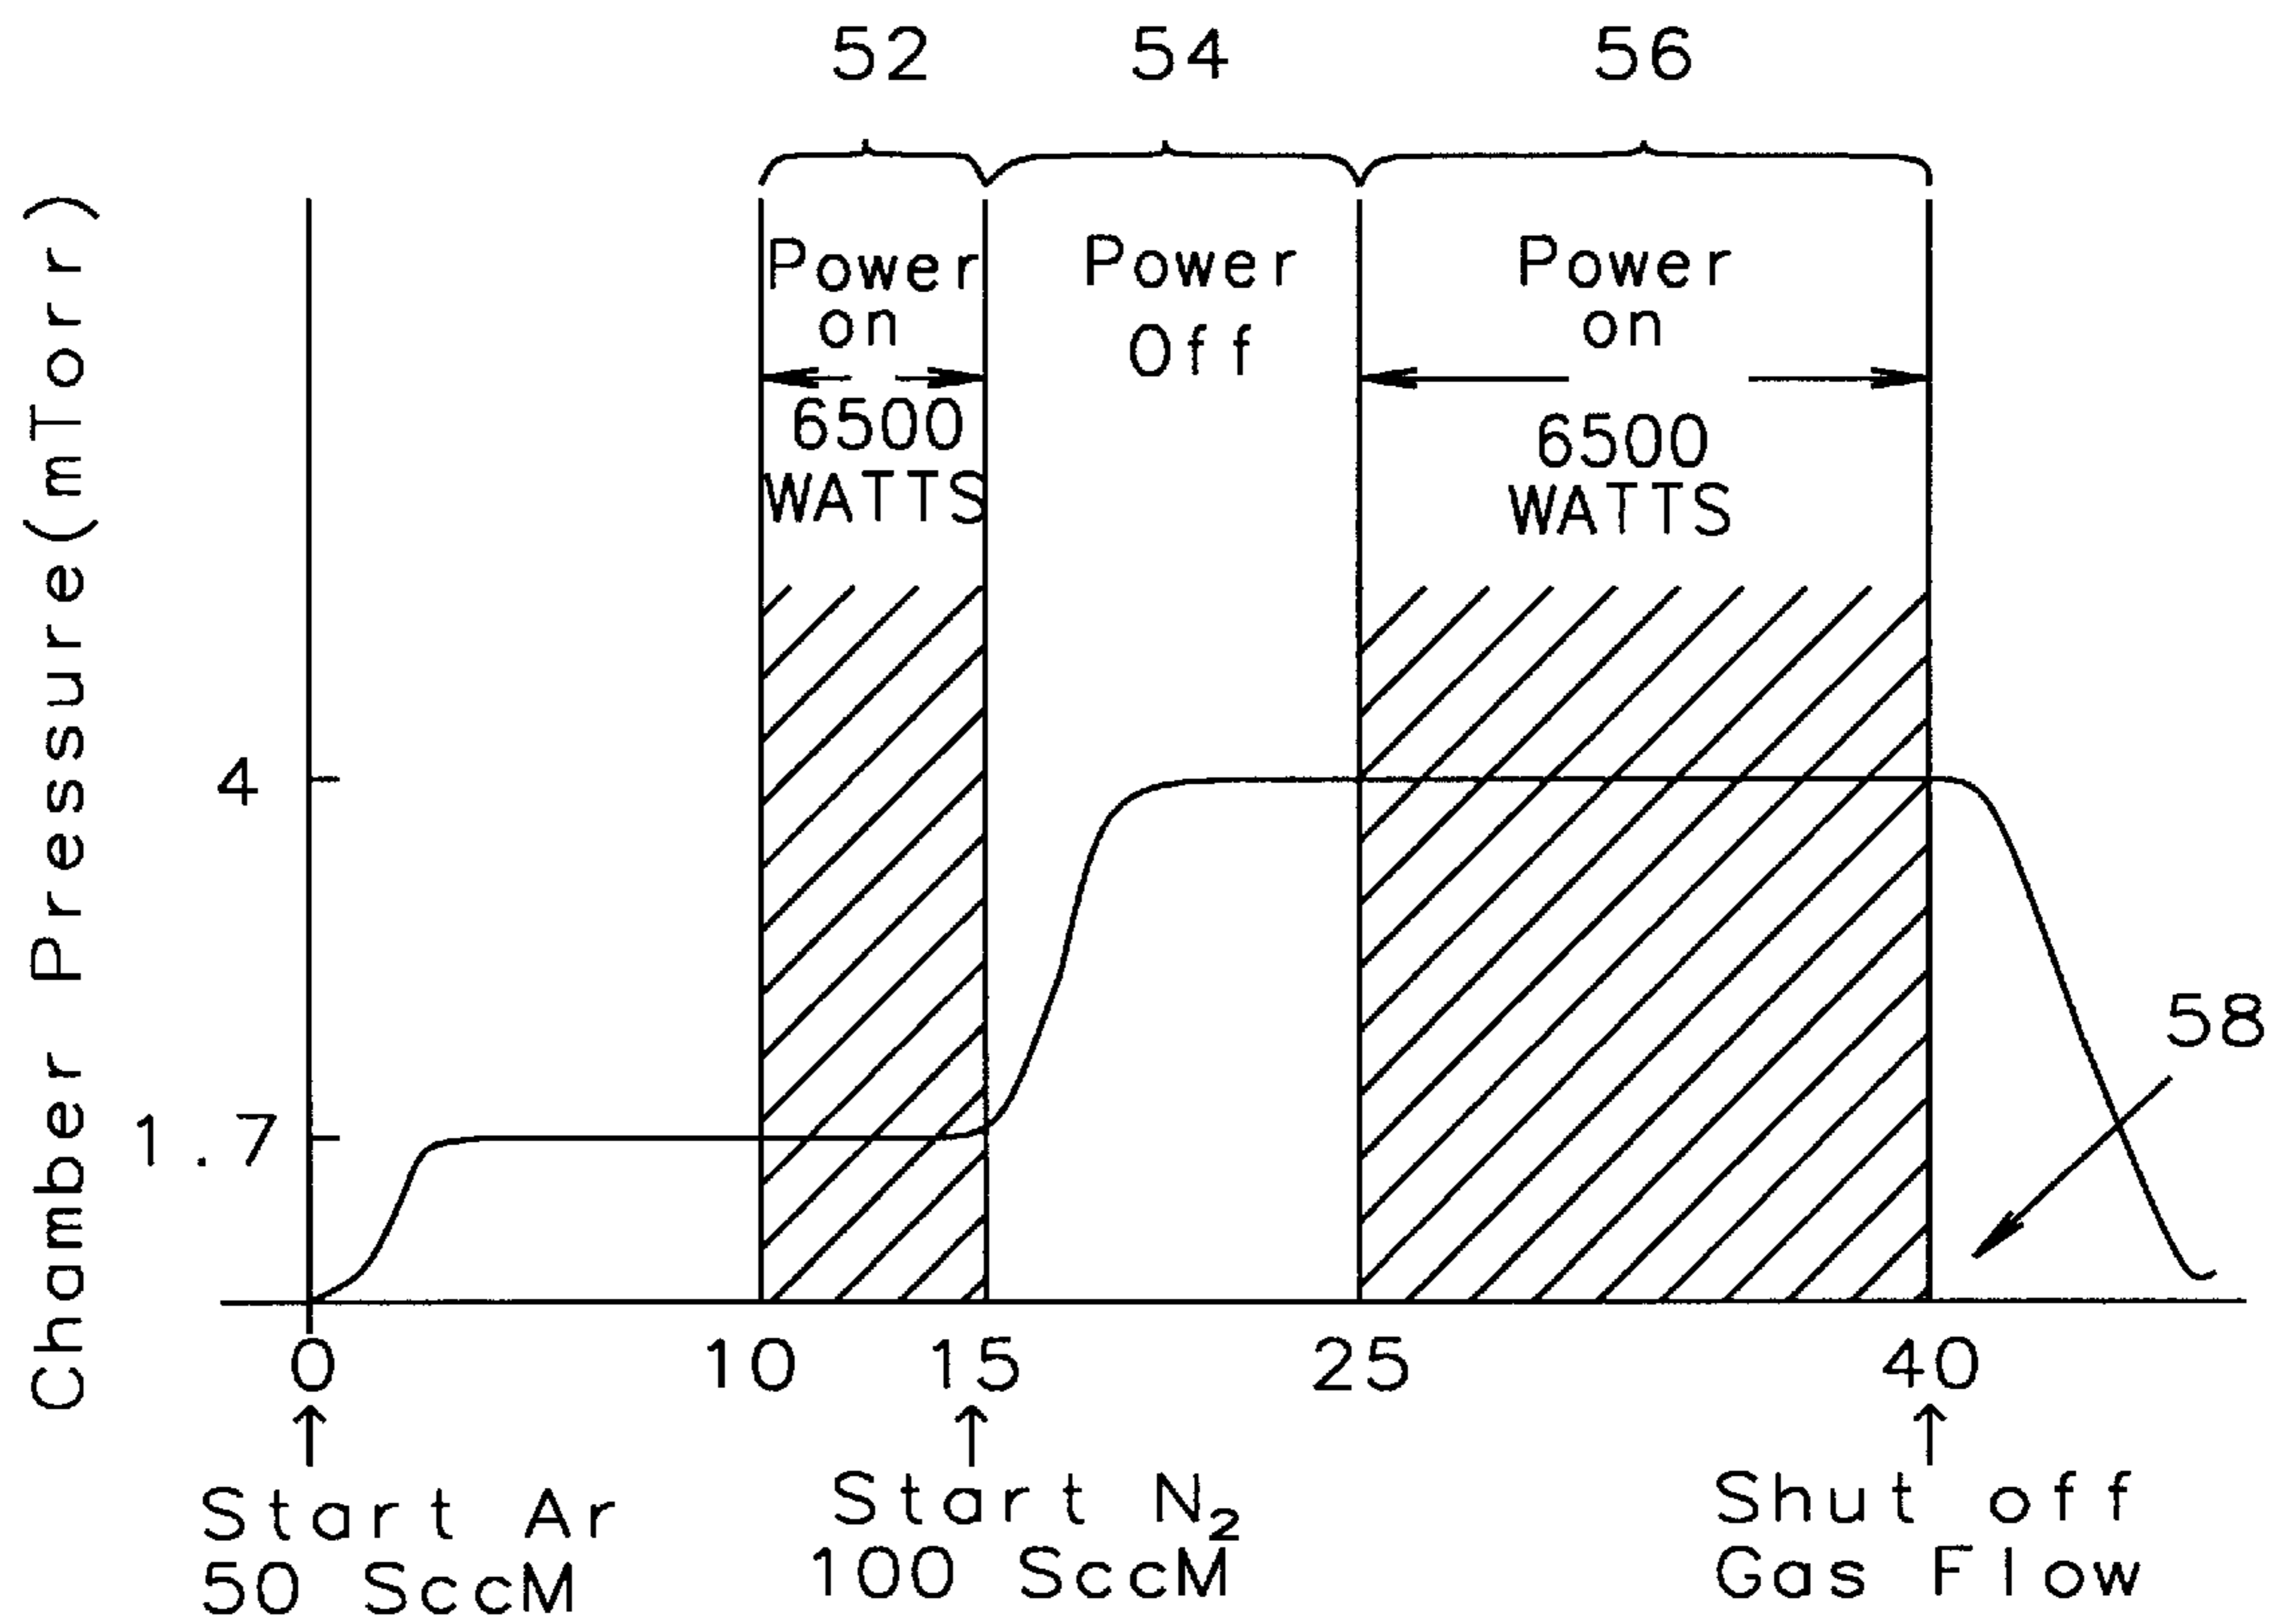 52 54 56
Chamber Pressure(mTorr)
Power
on
6500
WATTS
Power
Off
Power
on
6500
WATTS
4
1.7
58
0 10 15 25 40
Start Ar
50 SccM
Start N₂
100 SccM
Shut off
Gas Flow